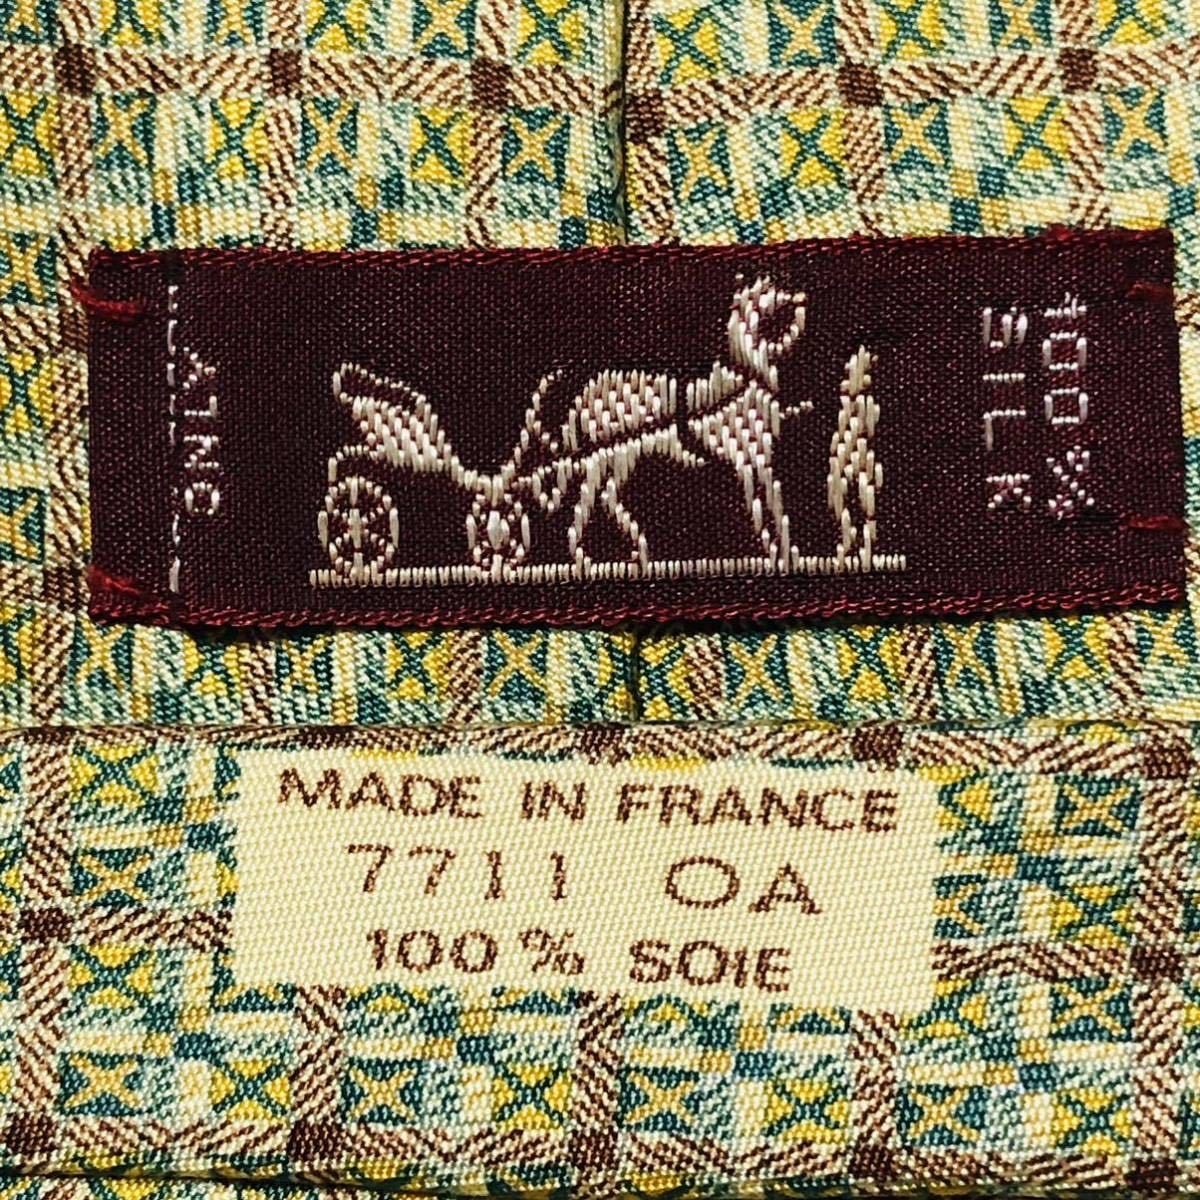 ONLY
100%
SILK
MADE IN FRANCE
7711 OA
100% SOIE